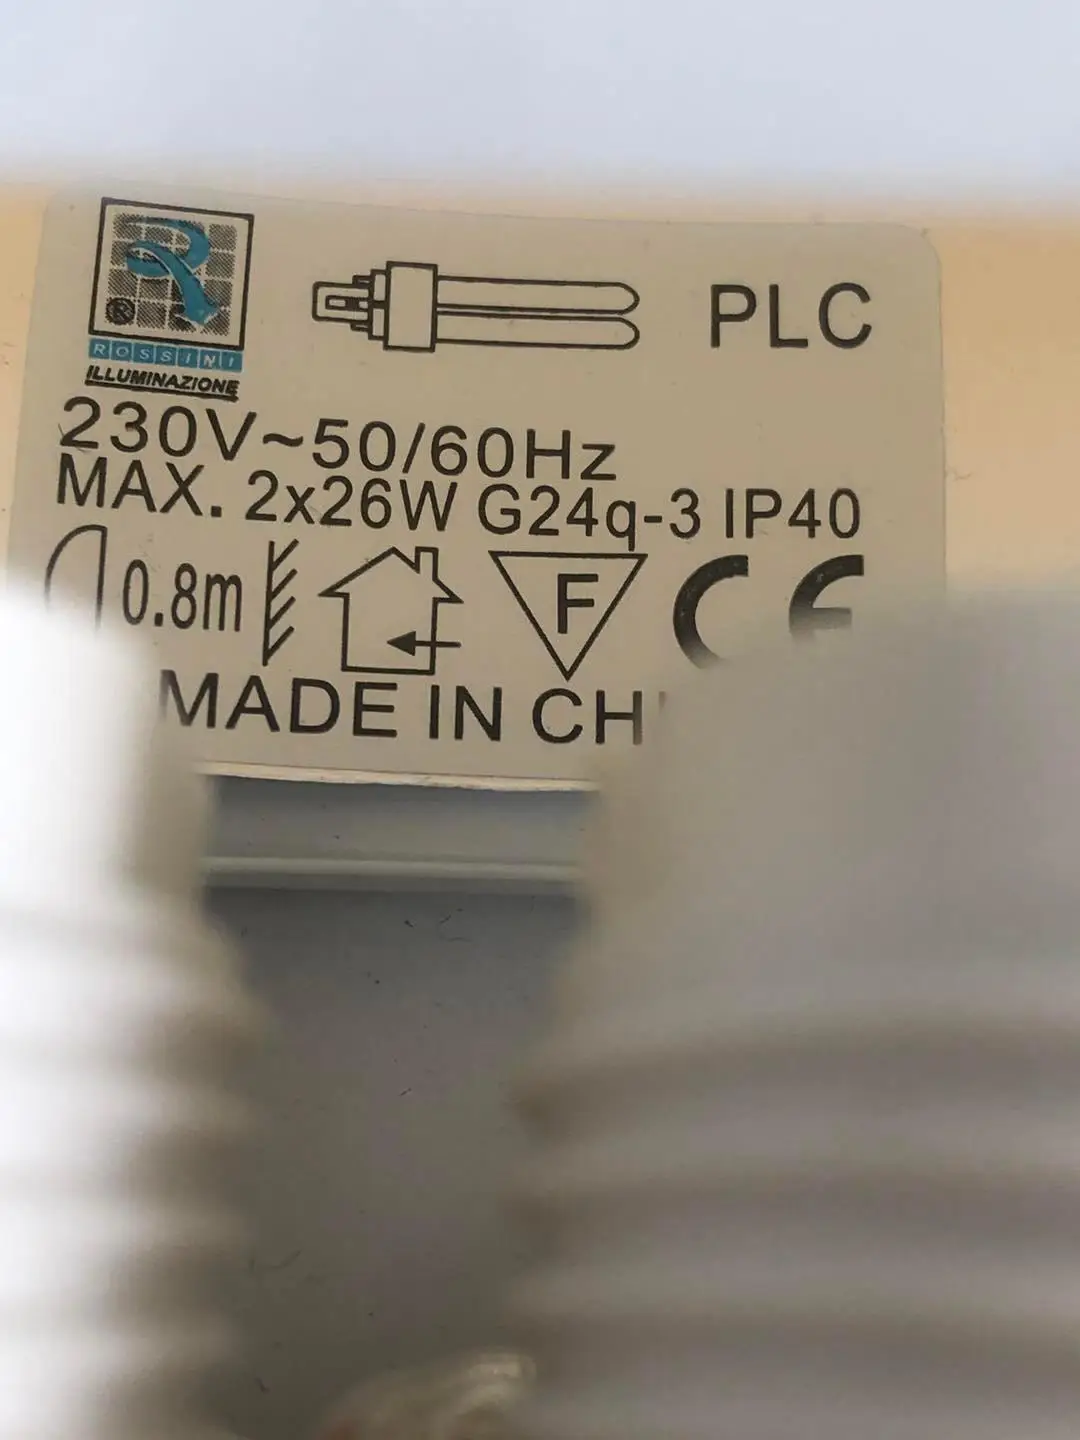 R
®
ROSSINI
ILLUMINAZIONE
PLC
230V~50/60Hz
MAX. 2x26W G24q-3 IP40
0.8m F CE
MADE IN